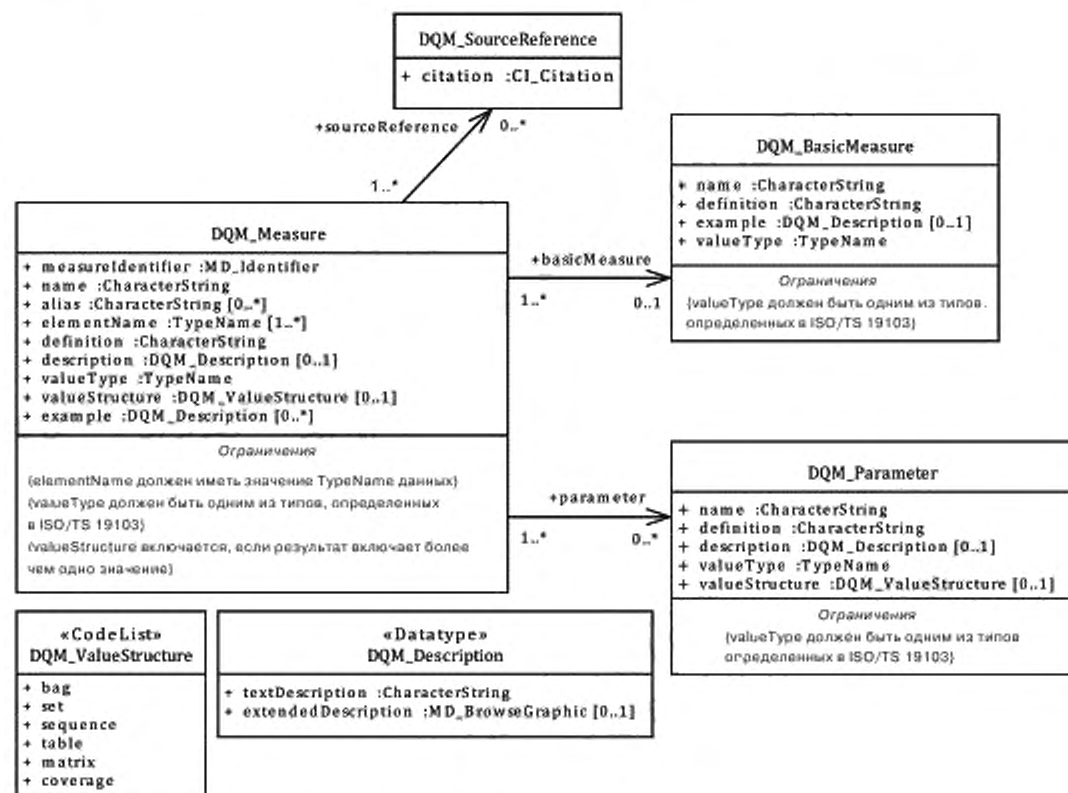 DQM_SourceReference
+ citation :CI_Citation
+sourceReference
0..*
1..*
DQM_BasicMeasure
+ name :CharacterString
+ definition :CharacterString
+ example :DQM_Description [0..1]
+ valueType :TypeName
Ограничения
{valueType должен быть одним из типов.
определенных в ISO/TS 19103}
DQM_Measure
+ measureIdentifier :MD_Identifier
+ name :CharacterString
+ alias :CharacterString [0..*]
+ elementName :TypeName [1..*]
+ definition :CharacterString
+ description :DQM_Description [0..1]
+ valueType :TypeName
+ valueStructure :DQM_ValueStructure [0..1]
+ example :DQM_Description [0..*]
Ограничения
{elementName должен иметь значение TypeName данных}
{valueType должен быть одним из типов, определенных
в ISO/TS 19103}
{valueStructure включается, если результат включает более
чем одно значение}
+basicMeasure
1..*
0..1
+parameter
1..*
0..*
DQM_Parameter
+ name :CharacterString
+ definition :CharacterString
+ description :DQM_Description [0..1]
+ valueType :TypeName
+ valueStructure :DQM_ValueStructure [0..1]
Ограничения
{valueType должен быть одним из типов
определенных в ISO/TS 19103}
«CodeList»
DQM_ValueStructure
+ bag
+ set
+ sequence
+ table
+ matrix
+ coverage
«Datatype»
DQM_Description
+ textDescription :CharacterString
+ extendedDescription :MD_BrowseGraphic [0..1]